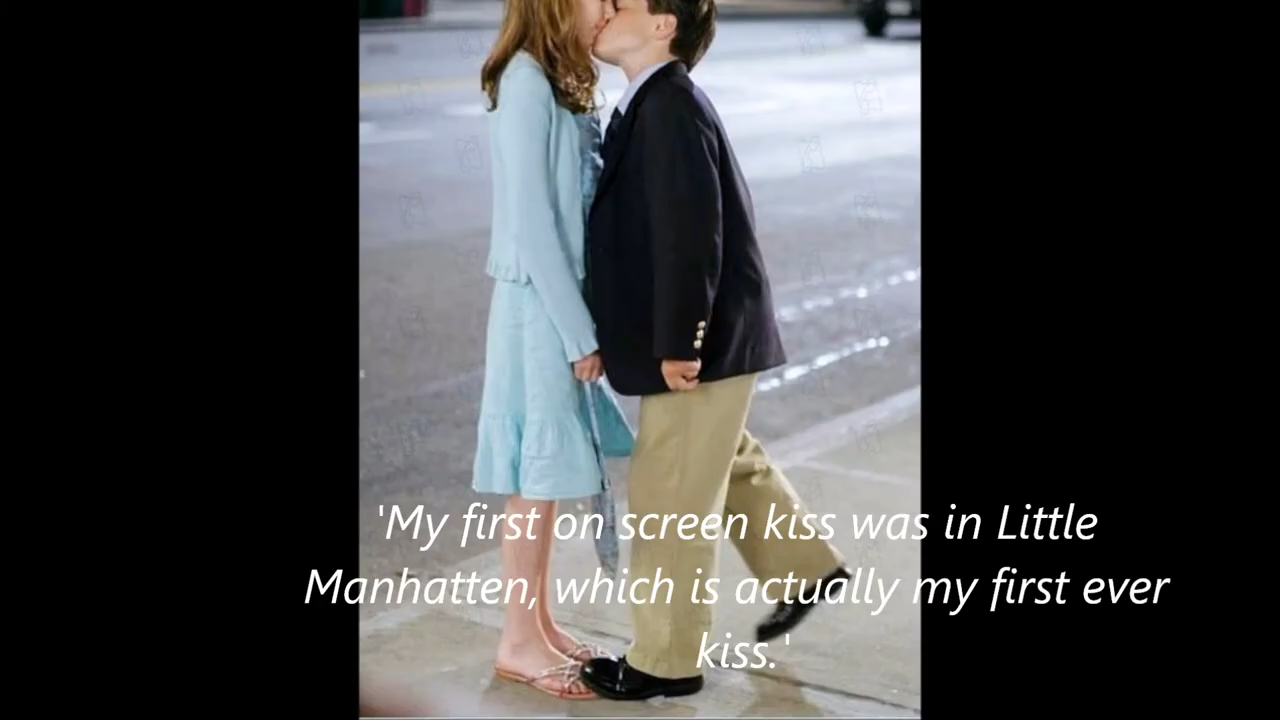 'My first on screen kiss was in Little
Manhatten, which is actually my first ever
kiss.'